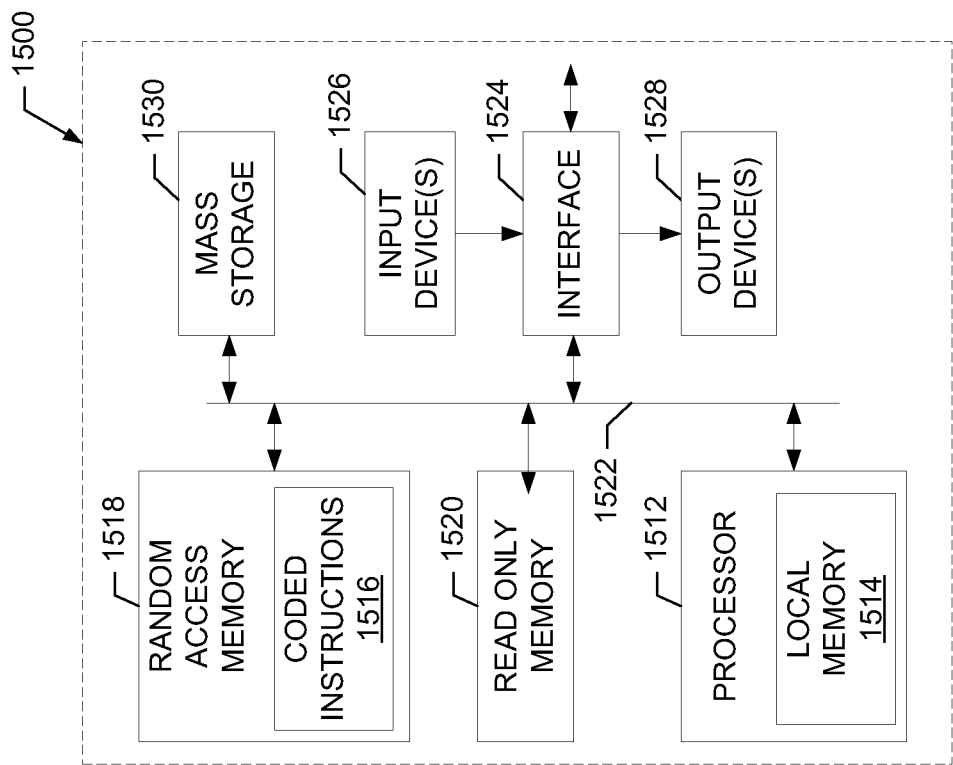 1500
1518
RANDOM
ACCESS
MEMORY
CODED
INSTRUCTIONS
1516
1520
READ ONLY
MEMORY
1512
PROCESSOR
LOCAL
MEMORY
1514
1522
1530
MASS
STORAGE
1526
INPUT
DEVICE(S)
1524
INTERFACE
1528
OUTPUT
DEVICE(S)